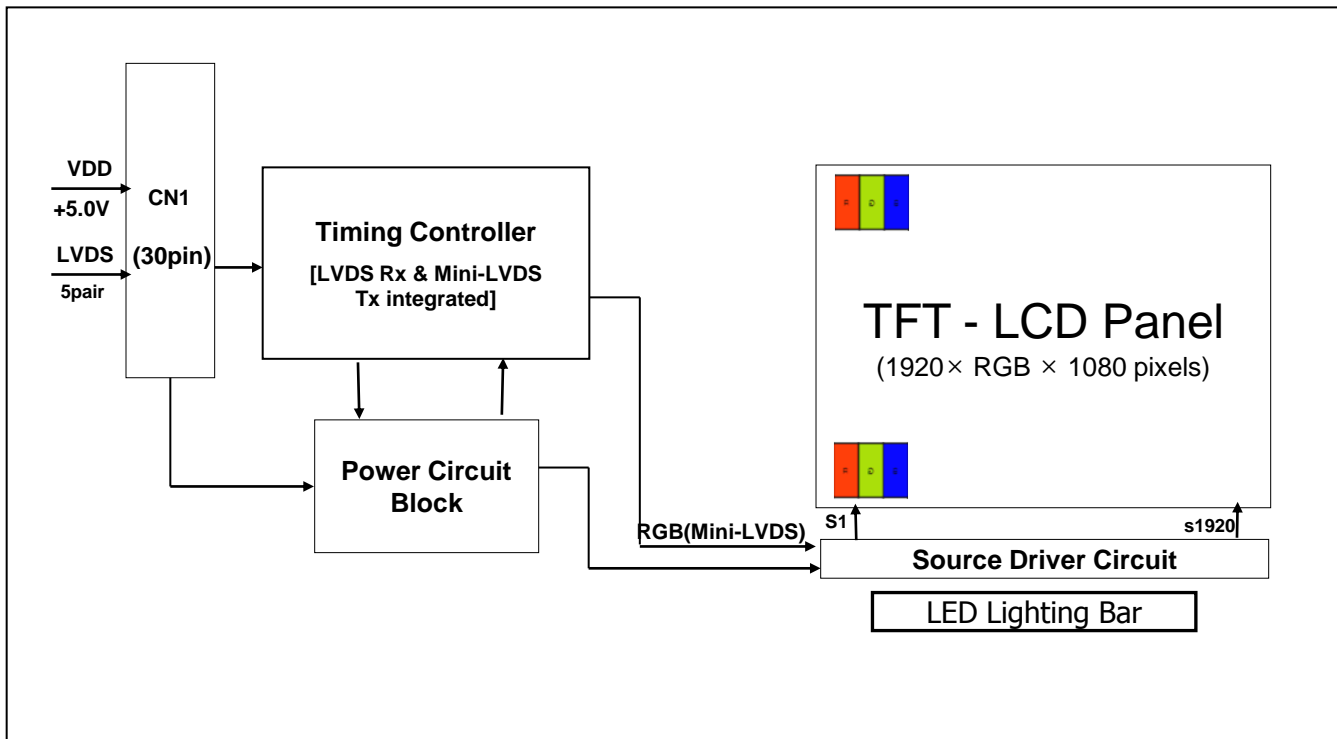 VDD
+5.0V
LVDS
5pair
CN1
(30pin)
Timing Controller
[LVDS Rx & Mini-LVDS
Tx integrated]
Power Circuit
Block
RGB(Mini-LVDS)
TFT - LCD Panel
(1920× RGB × 1080 pixels)
S1
s1920
Source Driver Circuit
LED Lighting Bar